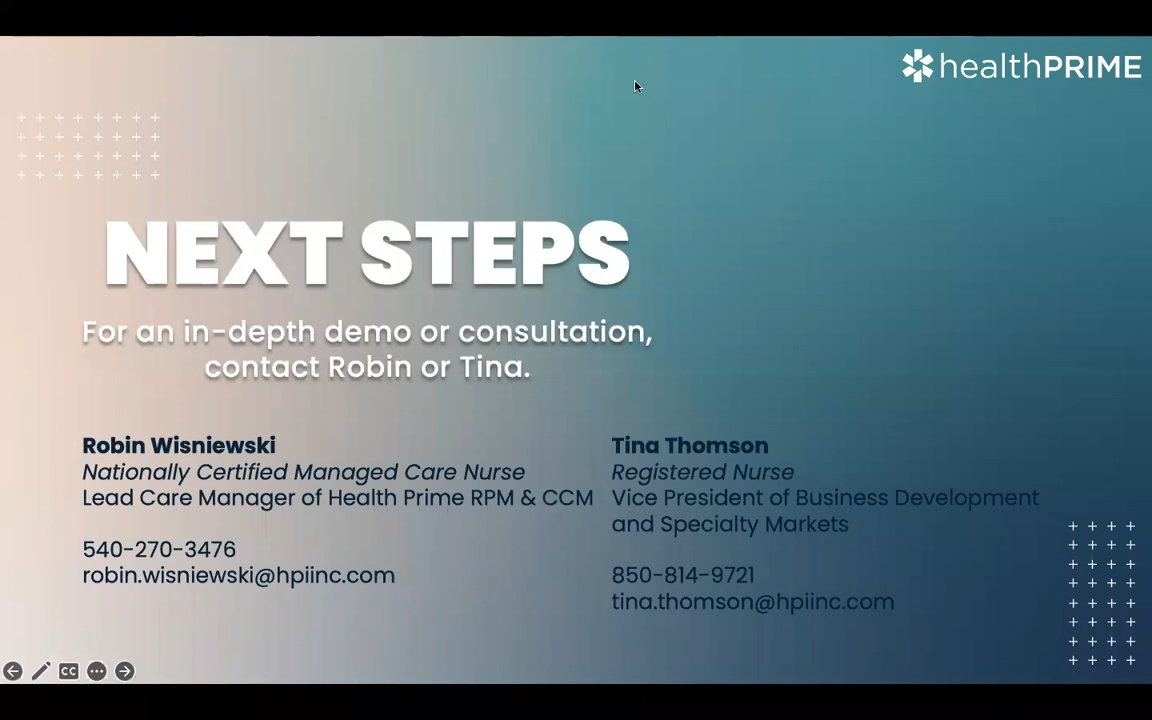 healthPRIME
NEXT STEPS
For an in-depth demo or consultation,
contact Robin or Tina.
Robin Wisniewski
Nationally Certified Managed Care Nurse
Lead Care Manager of Health Prime RPM & CCM
540-270-3476
robin.wisniewski@hpiinc.com
Tina Thomson
Registered Nurse
Vice President of Business Development
and Specialty Markets
850-814-9721
tina.thomson@hpiinc.com
CC